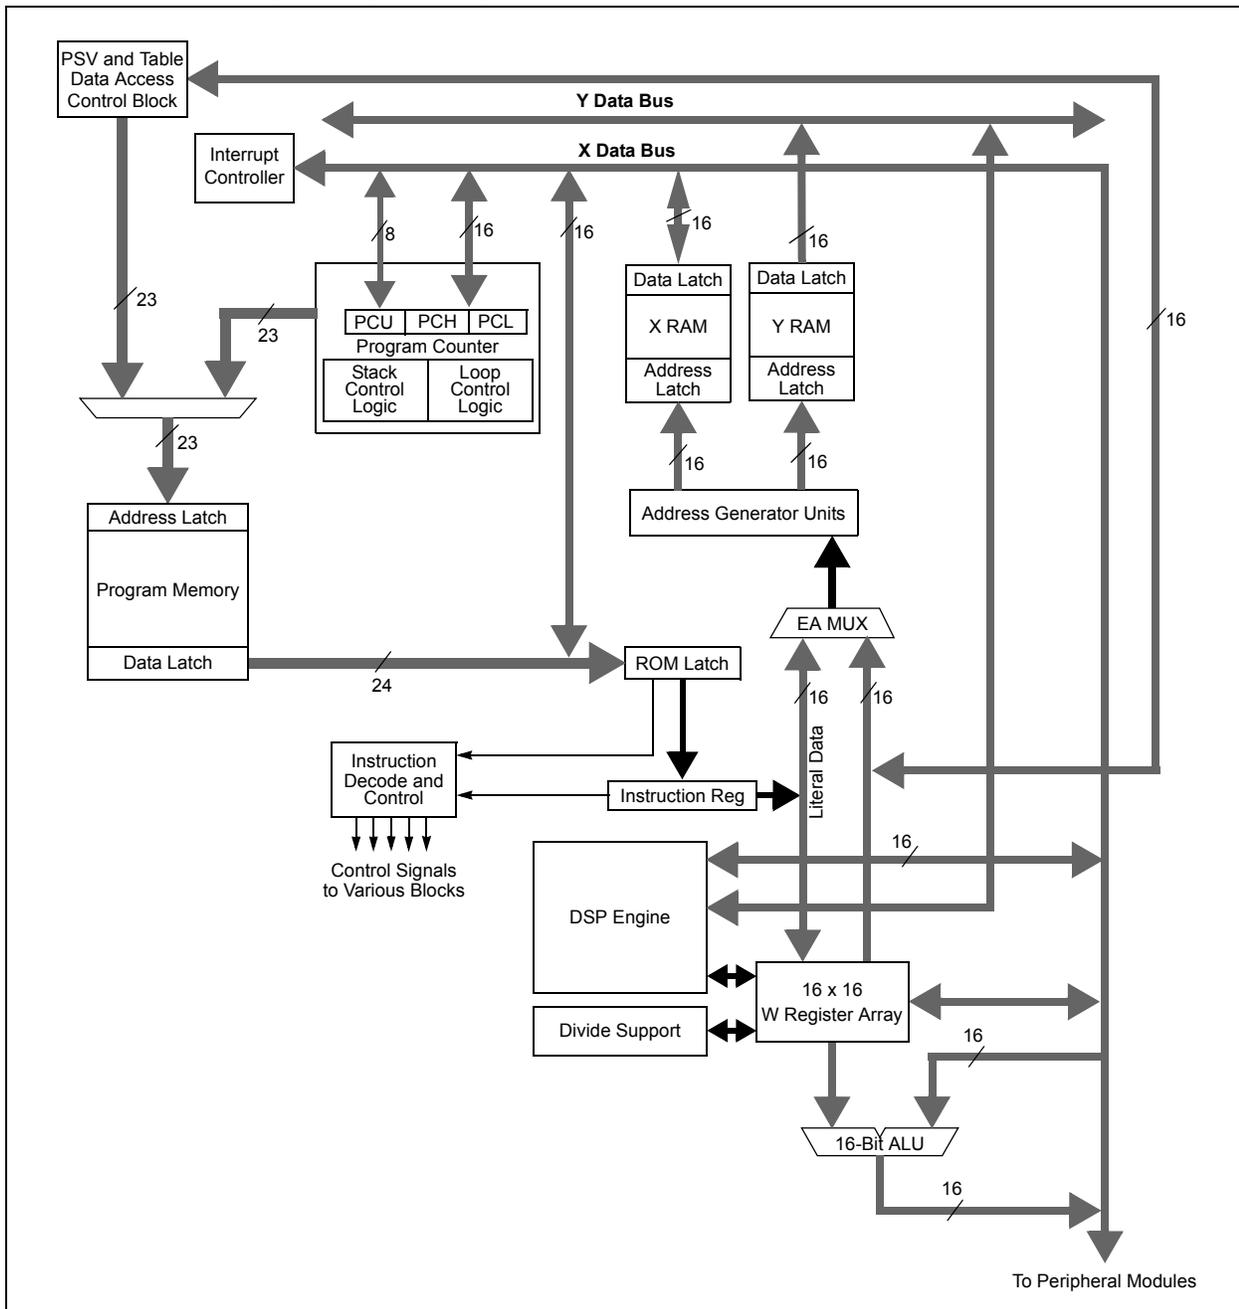 PSV and Table
Data Access
Control Block
Y Data Bus
Interrupt
Controller
X Data Bus
8
16
16
16
16
23
23
16
PCU
PCH
PCL
Program Counter
Stack
Control
Logic
Loop
Control
Logic
Data Latch
X RAM
Address
Latch
Data Latch
Y RAM
Address
Latch
23
16
16
Address Latch
Program Memory
Data Latch
Address Generator Units
EA MUX
24
ROM Latch
16
16
Literal Data
Instruction
Decode and
Control
Instruction Reg
Control Signals
to Various Blocks
16
DSP Engine
16 x 16
W Register Array
Divide Support
16
16-Bit ALU
16
To Peripheral Modules